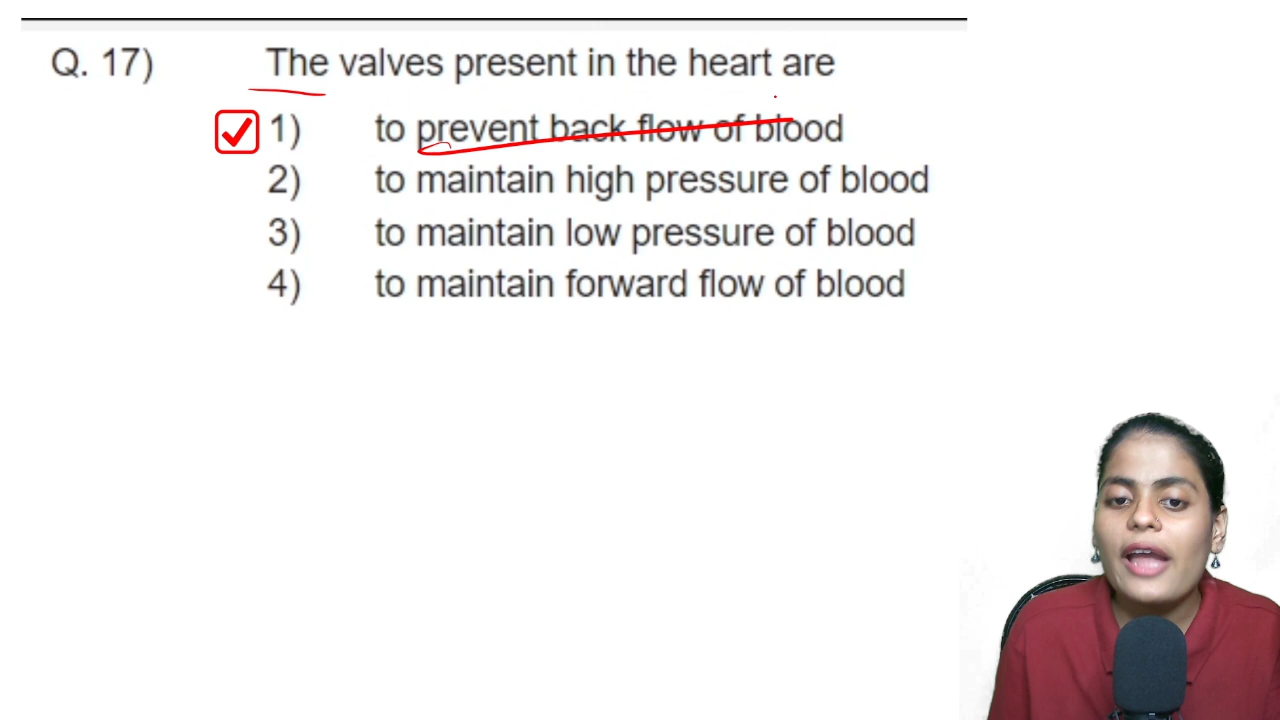 Q. 17) The valves present in the heart are
1) to prevent back flow of blood
2) to maintain high pressure of blood
3) to maintain low pressure of blood
4) to maintain forward flow of blood